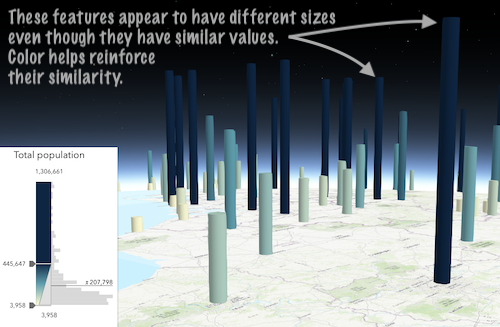 These features appear to have different sizes
even though they have similar values.
Color helps reinforce
their similarity.
Total population
1,306,661
445,647
x̄ 207,798
3,958
3,958